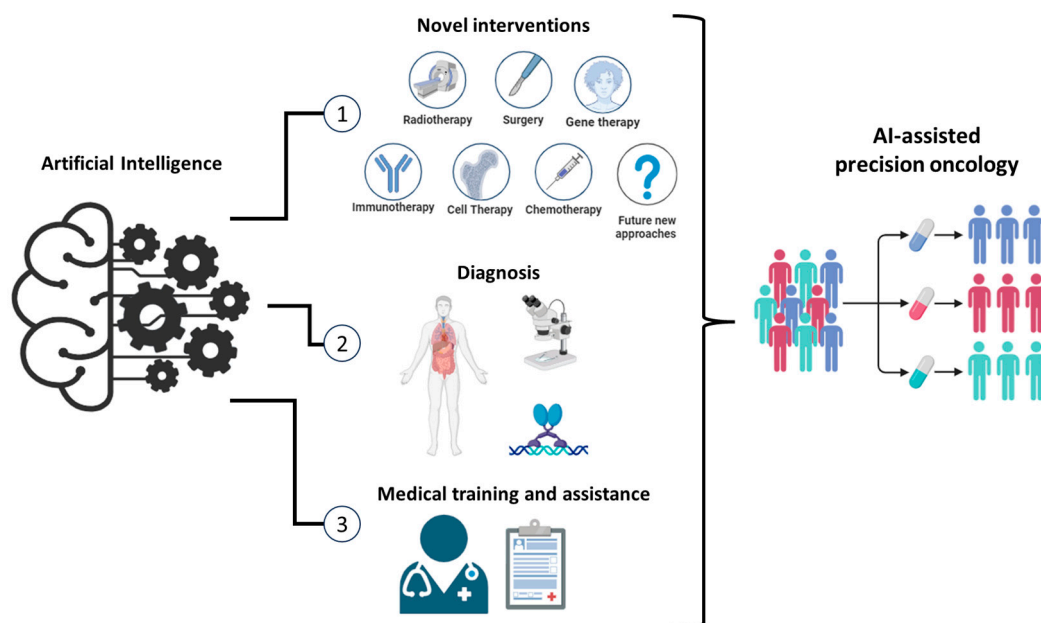 Novel interventions
Radiotherapy
Surgery
Gene therapy
1
Artificial Intelligence
AI-assisted
precision oncology
Immunotherapy
Cell Therapy
Chemotherapy
Future new
approaches
Diagnosis
2
Medical training and assistance
3